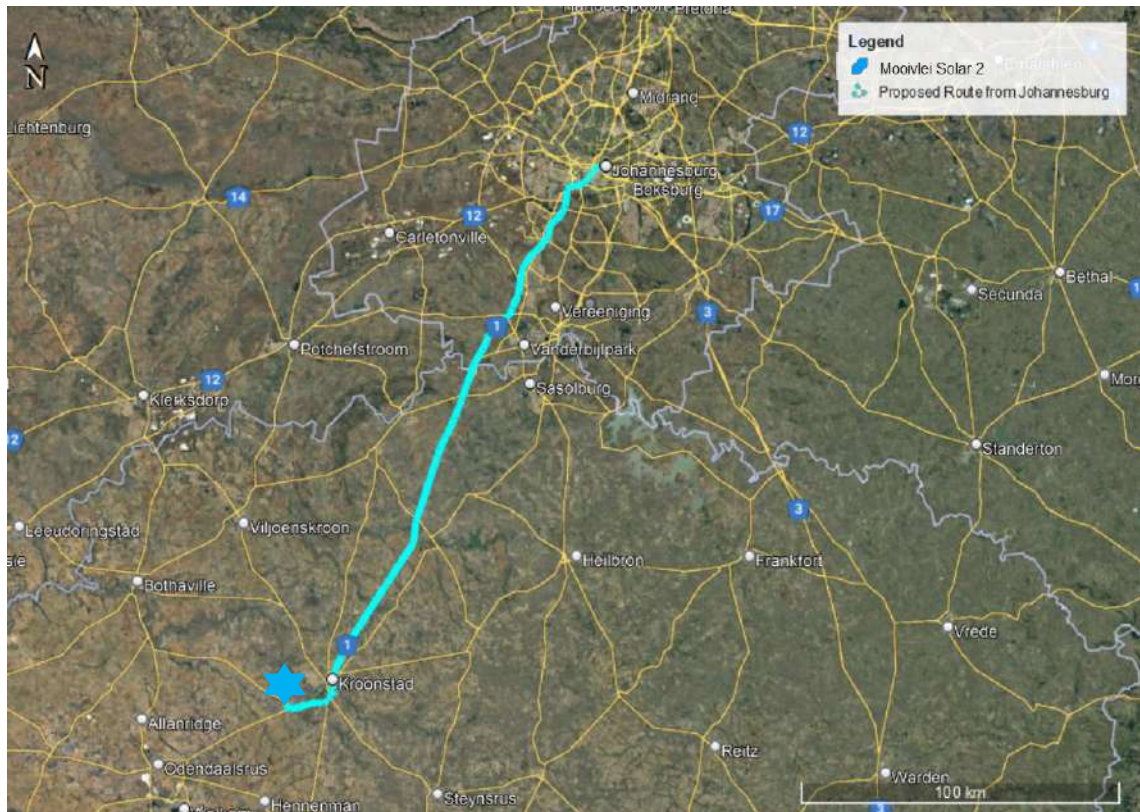 N
Legend
Mooivlei Solar 2
Proposed Route from Johannesburg
Midrand
Lichtenburg
12
Johannesburg
Boksburg
14
12
17
Carletonville
Bethal
Secunda
Vereeniging
3
1
Potchefstroom
Vanderbijlpark
12
Sasolburg
Klerksdorp
12
Standerton
3
Viljoenskroon
Leeudoringstad
Heilbron
Frankfort
Bothaville
Vrede
1
Kroonstad
Allanridge
Reitz
Odendaalsrus
Warden
100 km
Steynsrus
Hennenman
3